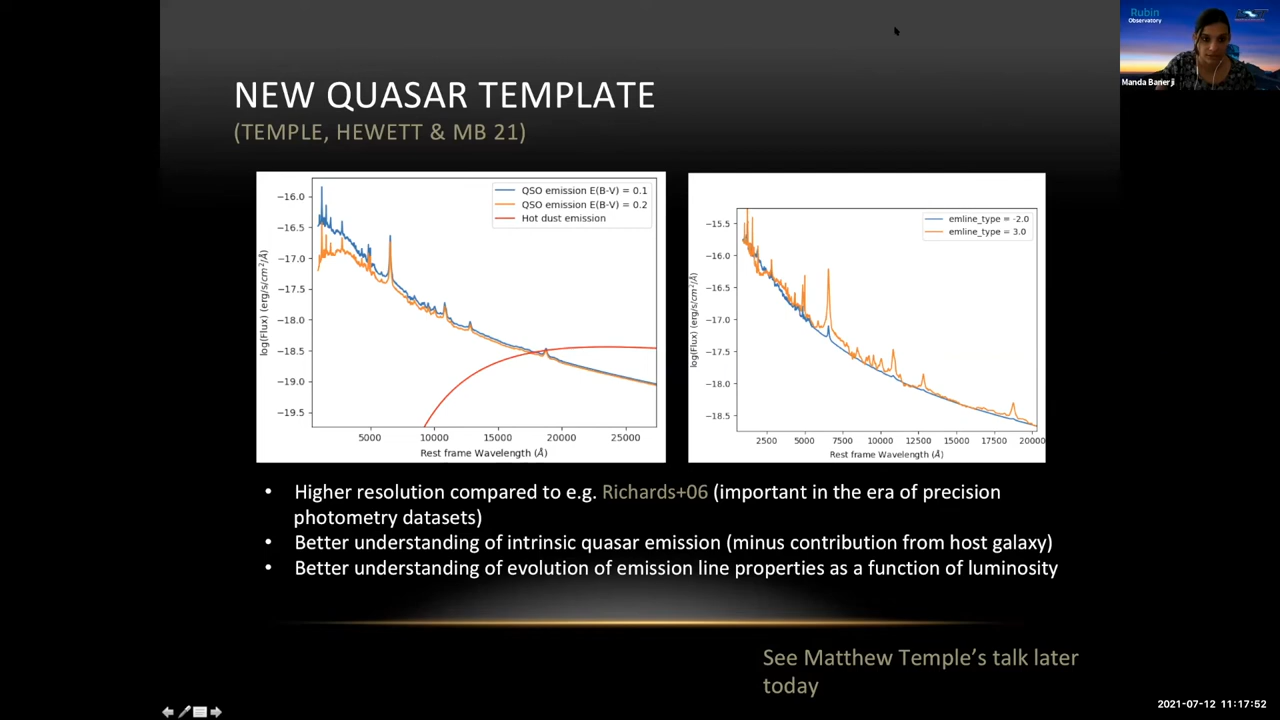 Rubin
Observatory
Manda Banerji
NEW QUASAR TEMPLATE
(TEMPLE, HEWETT & MB 21)
QSO emission E(B-V) = 0.1
QSO emission E(B-V) = 0.2
Hot dust emission
−16.0
−16.5
−17.0
−17.5
−18.0
−18.5
−19.0
−19.5
log(Flux) (erg/s/cm²/Å)
5000 10000 15000 20000 25000
Rest frame Wavelength (Å)
emline_type = -2.0
emline_type = 3.0
−15.5
−16.0
−16.5
−17.0
−17.5
−18.0
−18.5
log(Flux) (erg/s/cm²/Å)
2500 5000 7500 10000 12500 15000 17500 20000
Rest frame Wavelength (Å)
• Higher resolution compared to e.g. Richards+06 (important in the era of precision
photometry datasets)
• Better understanding of intrinsic quasar emission (minus contribution from host galaxy)
• Better understanding of evolution of emission line properties as a function of luminosity
See Matthew Temple’s talk later
today
2021-07-12 11:17:52